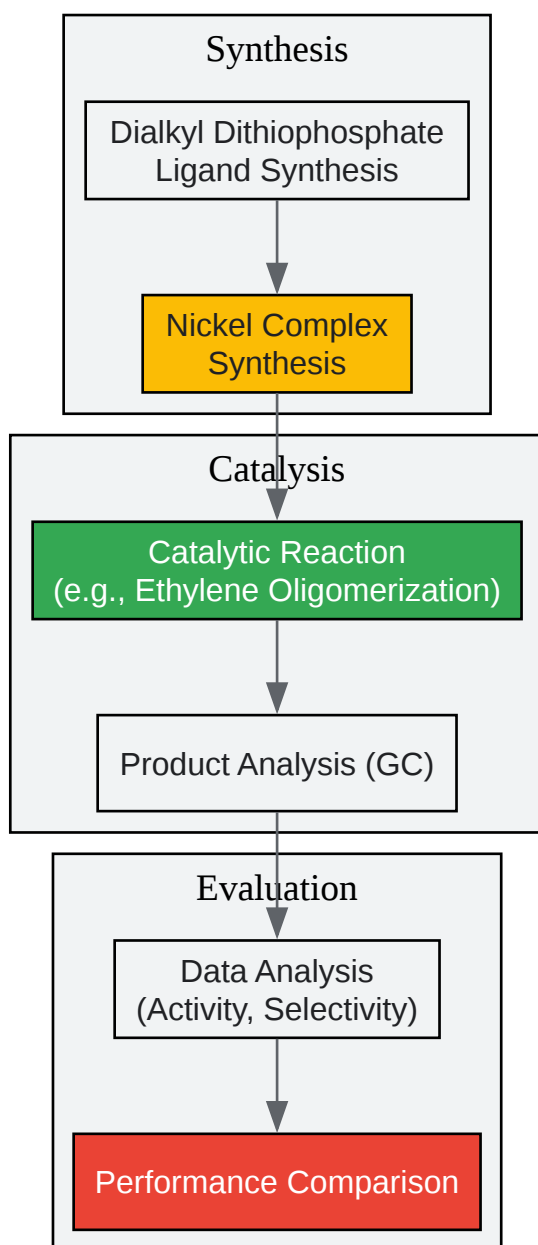 Synthesis
Dialkyl Dithiophosphate
Ligand Synthesis
Nickel Complex
Synthesis
Catalysis
Catalytic Reaction
(e.g., Ethylene Oligomerization)
Product Analysis (GC)
Evaluation
Data Analysis
(Activity, Selectivity)
Performance Comparison